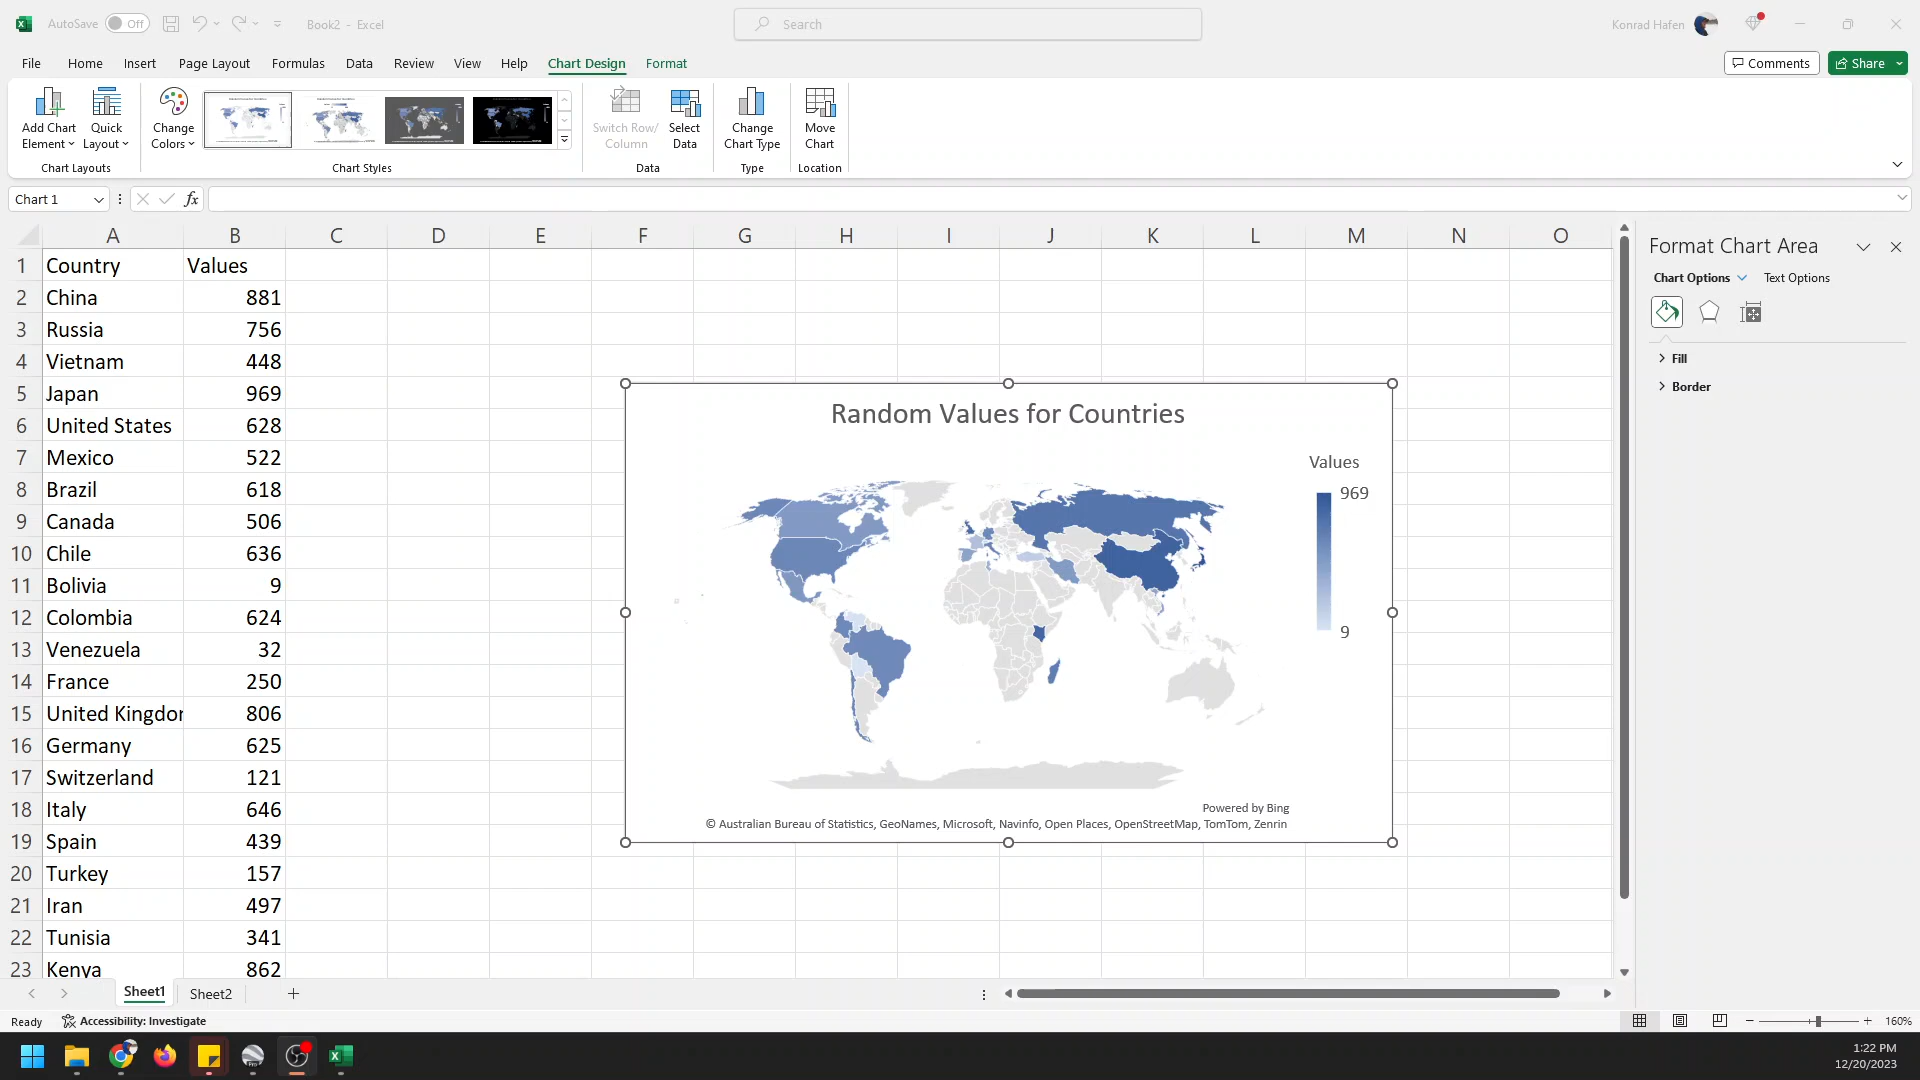 AutoSave Off Book2 - Excel Search Konrad Hafen
File Home Insert Page Layout Formulas Data Review View Help Chart Design Format Comments Share
Add Chart Element Quick Layout Change Colors Switch Row/ Column Select Data Change Chart Type Move Chart
Chart Layouts Chart Styles Data Type Location
Chart 1 fx
A B C D E F G H I J K L M N O
1 Country Values
2 China 881
3 Russia 756
4 Vietnam 448
5 Japan 969
6 United States 628
7 Mexico 522
8 Brazil 618
9 Canada 506
10 Chile 636
11 Bolivia 9
12 Colombia 624
13 Venezuela 32
14 France 250
15 United Kingdor 806
16 Germany 625
17 Switzerland 121
18 Italy 646
19 Spain 439
20 Turkey 157
21 Iran 497
22 Tunisia 341
23 Kenya 862
Random Values for Countries
Values
969
9
Powered by Bing
© Australian Bureau of Statistics, GeoNames, Microsoft, Navinfo, Open Places, OpenStreetMap, TomTom, Zenrin
Format Chart Area
Chart Options Text Options
Fill
Border
Sheet1 Sheet2
Ready Accessibility: Investigate 160%
1:22 PM
12/20/2023